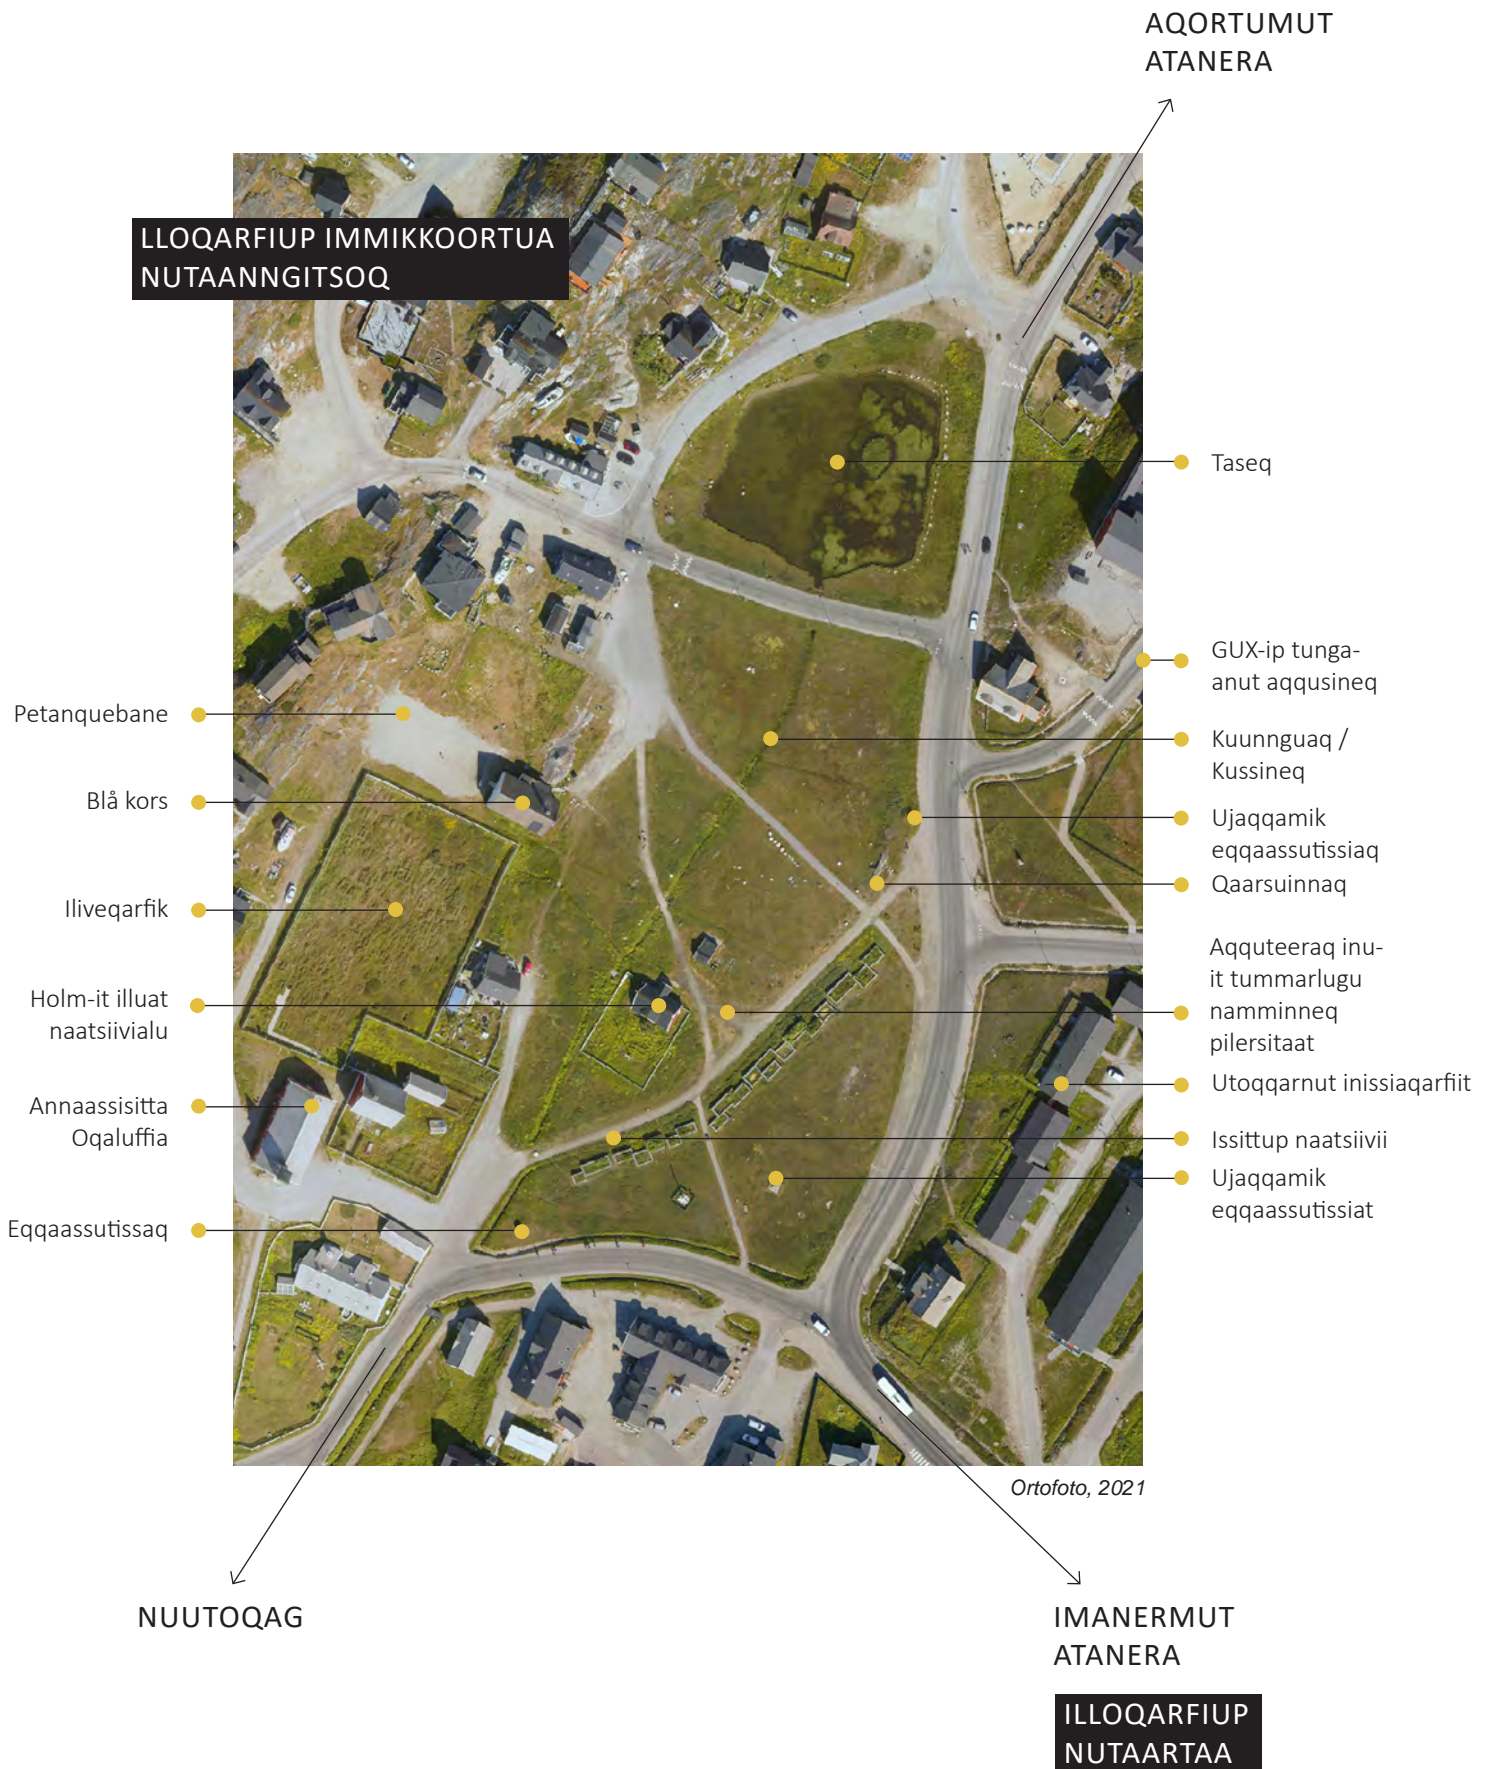 AQORTUMUT
ATANERA
LLOQARFIUP IMMIKKOORTUA
NUTAANNGITSOQ
Taseq
GUX-ip tunga-
anut aqqusineq
Petanquebane
Kuunnguaq /
Kussineq
Blå kors
Ujaqqamik
eqqaassutissiaq
Qaarsuinnaq
Iliveqarfik
Aqquteeraq inu-
it tummarlugu
namminneq
pilersitaat
Holm-it illuat
naatsiivialu
Utoqqarnut inissiaqarfiit
Annaassisitta
Oqaluffia
Issittup naatsiivii
Ujaqqamik
eqqaassutissiat
Eqqaassutissaq
Ortofoto, 2021
NUUTOQAG
IMANERMUT
ATANERA
ILLOQARFIUP
NUTAARTAA